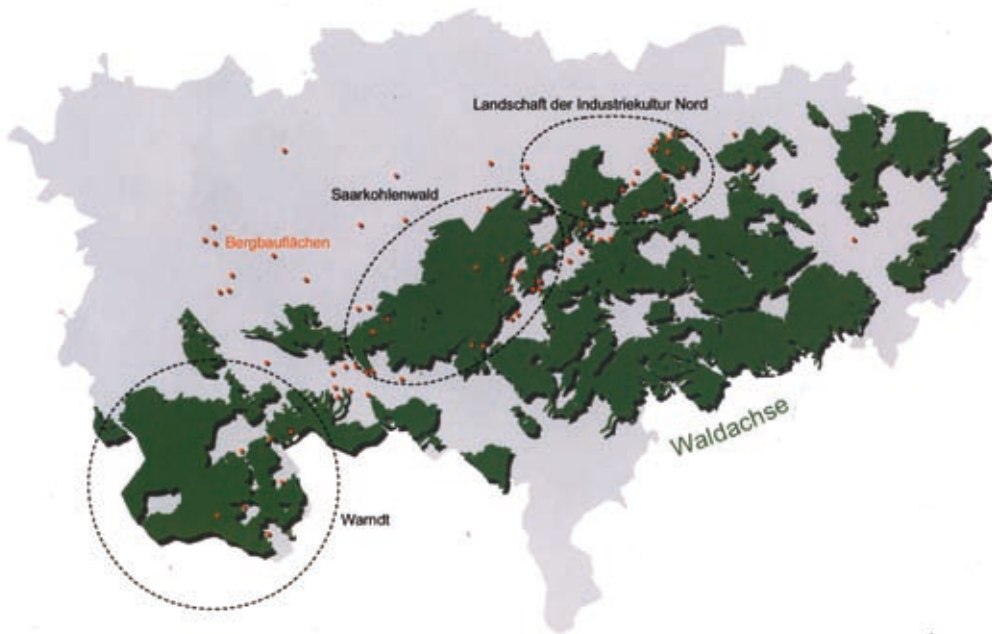 Landschaft der Industriekultur Nord
Saarkohlenwald
Bergbauflächen
Waldachse
Warndt